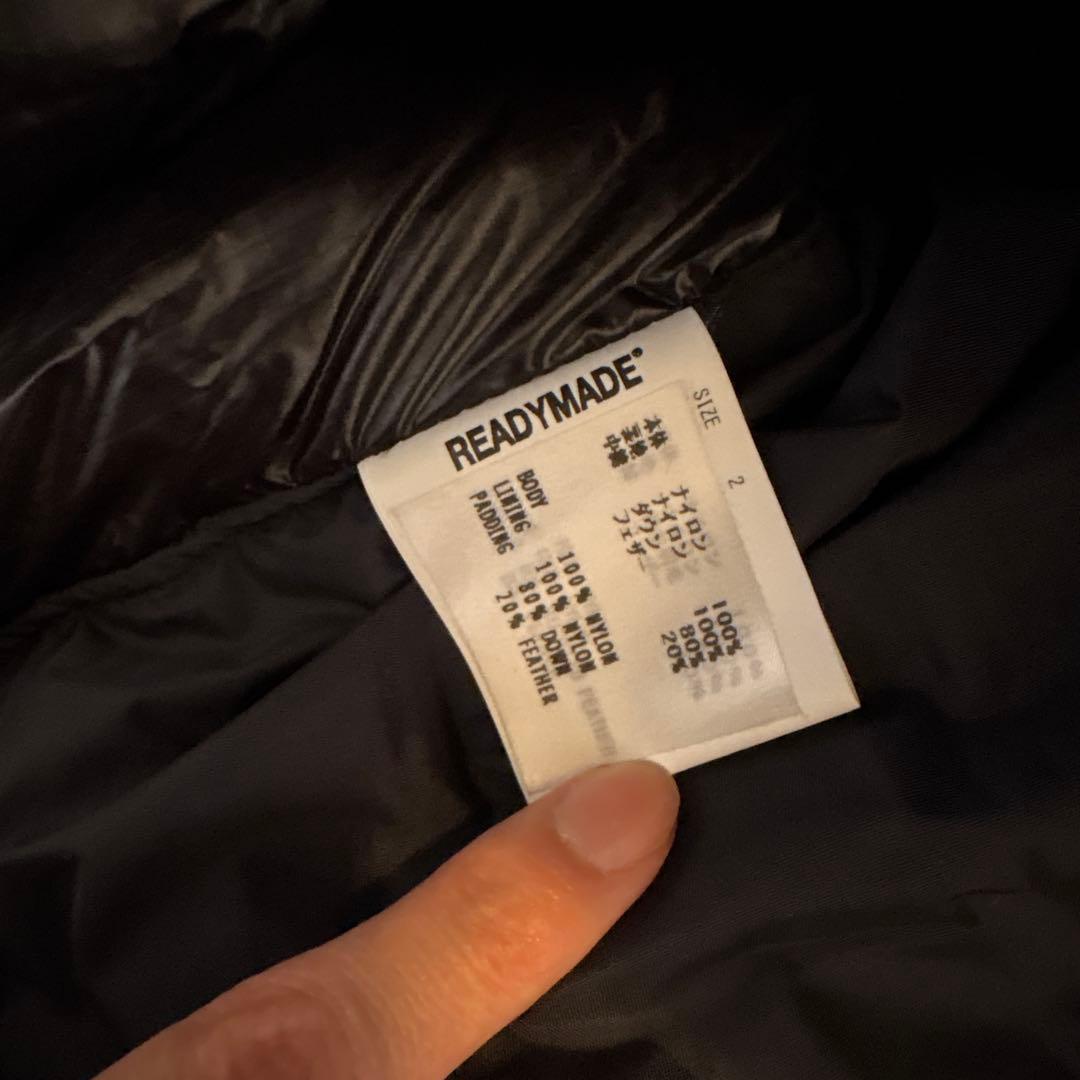 READYMADE®
SIZE 2
本体 ナイロン 100%
裏地 ナイロン 100%
中綿 ダウン 80%
フェザー 20%
BODY 100% NYLON
LINING 100% NYLON
PADDING 80% DOWN
20% FEATHER